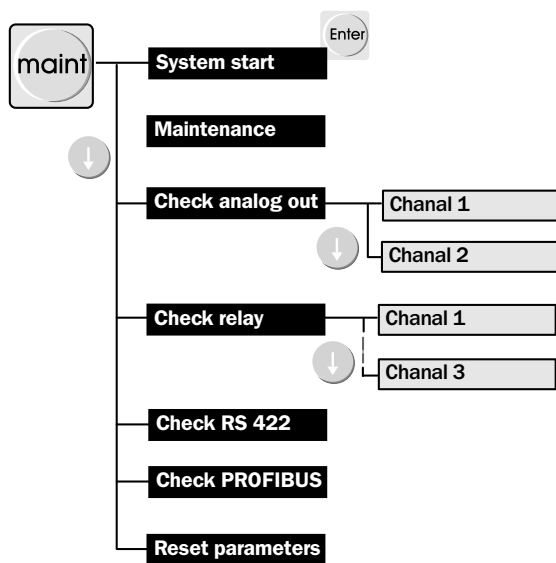 Enter
maint
System start
Maintenance
Check analog out
Chanal 1
Chanal 2
Check relay
Chanal 1
Chanal 3
Check RS 422
Check PROFIBUS
Reset parameters